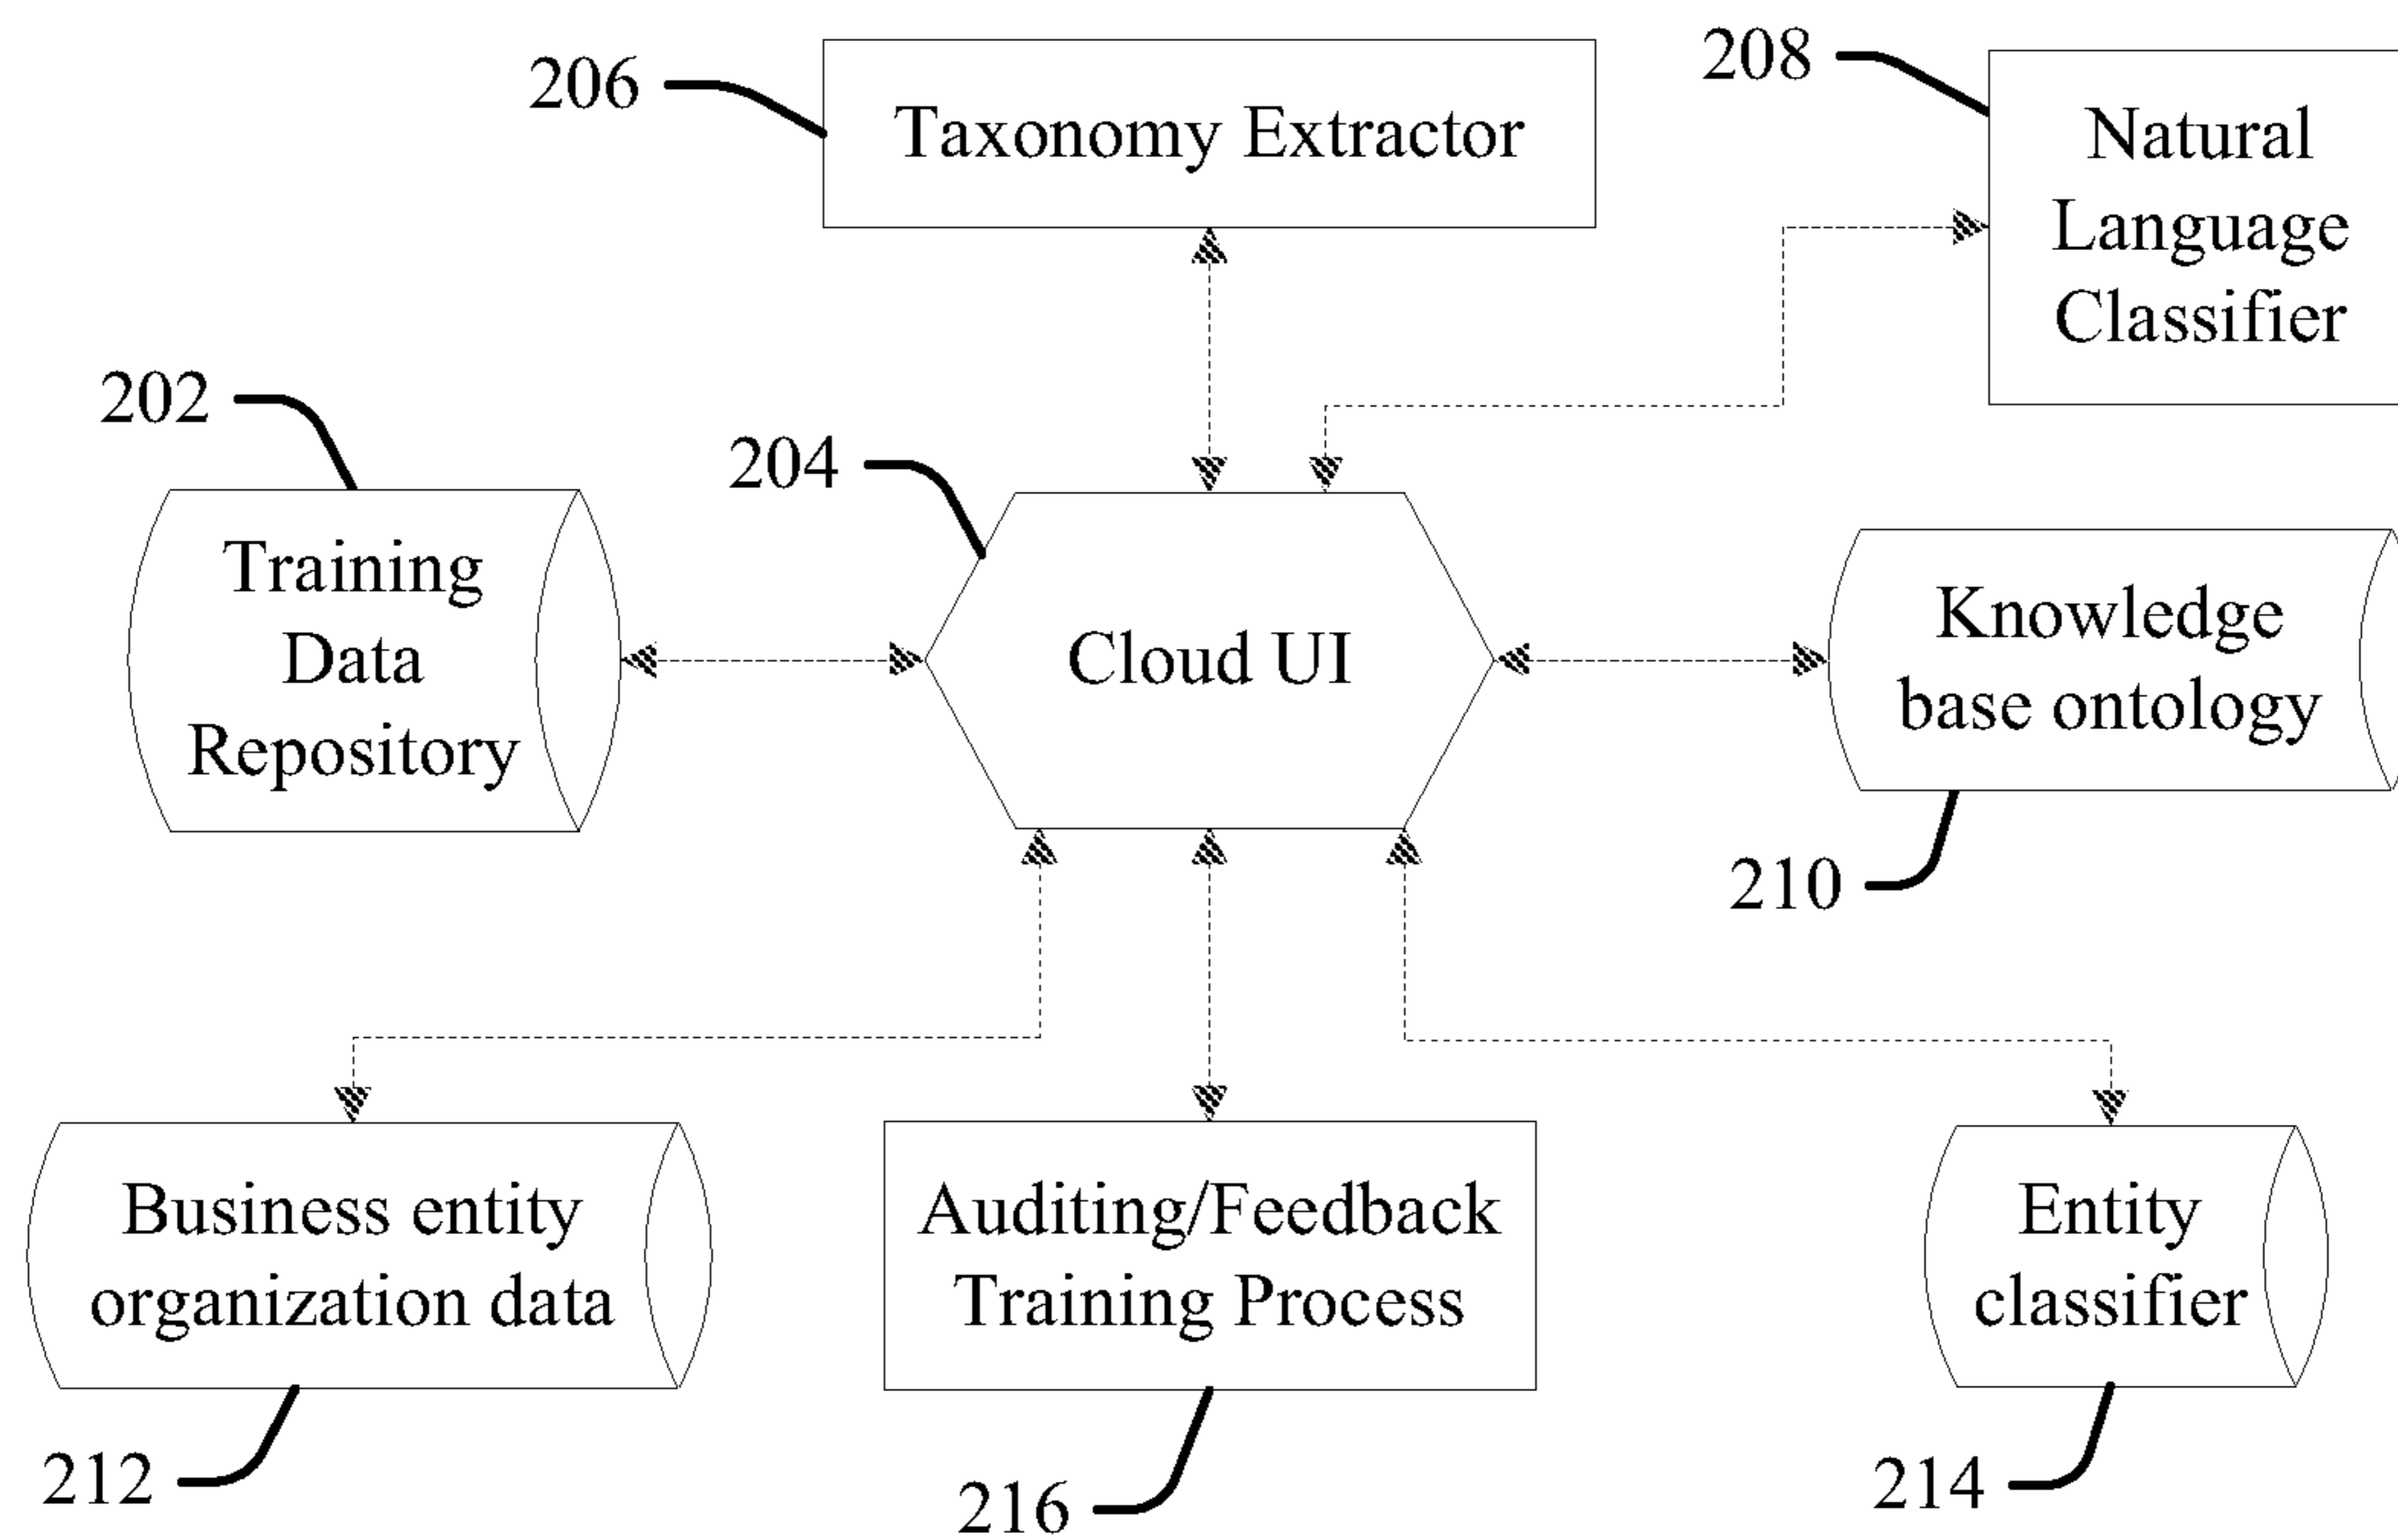 206
Taxonomy Extractor
208
Natural
Language
Classifier
202
Training
Data
Repository
204
Cloud UI
Knowledge
base ontology
210
Business entity
organization data
212
Auditing/Feedback
Training Process
216
Entity
classifier
214